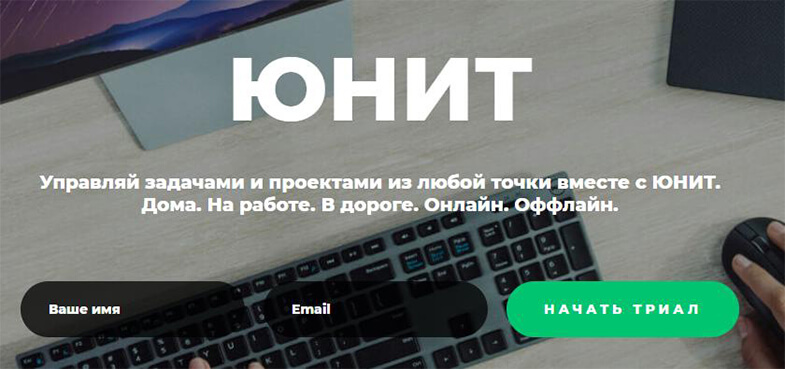 ЮНИТ
Управляй задачами и проектами из любой точки вместе с ЮНИТ.
Дома. На работе. В дороге. Онлайн. Оффлайн.
Ваше имя
Email
НАЧАТЬ ТРИАЛ